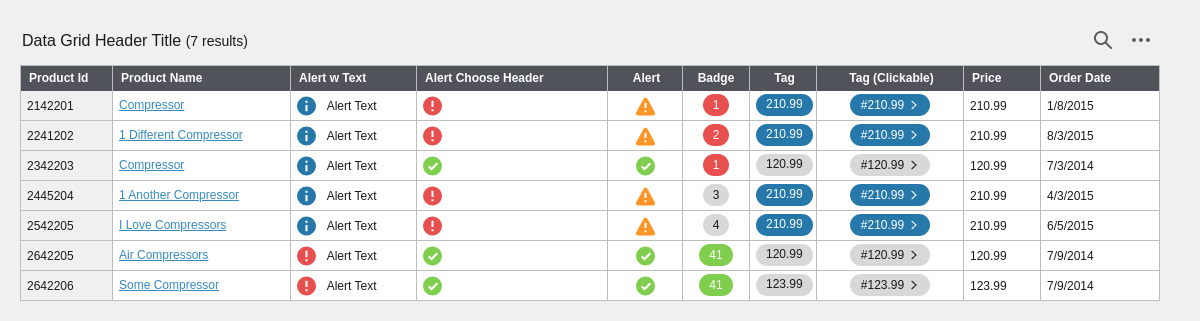 Data Grid Header Title (7 results)
Product Id Product Name Alert w Text Alert Choose Header Alert Badge Tag Tag (Clickable) Price Order Date
2142201 Compressor Alert Text 1 210.99 #210.99 210.99 1/8/2015
2241202 1 Different Compressor Alert Text 2 210.99 #210.99 210.99 8/3/2015
2342203 Compressor Alert Text 1 120.99 #120.99 120.99 7/3/2014
2445204 1 Another Compressor Alert Text 3 210.99 #210.99 210.99 4/3/2015
2542205 I Love Compressors Alert Text 4 210.99 #210.99 210.99 6/5/2015
2642205 Air Compressors Alert Text 41 120.99 #120.99 120.99 7/9/2014
2642206 Some Compressor Alert Text 41 123.99 #123.99 123.99 7/9/2014